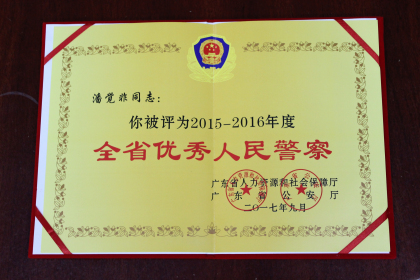 潘觉非同志：
你被评为2015-2016年度
全省优秀人民警察
广东省人力资源和社会保障厅
广东省公安厅
二〇一七年九月